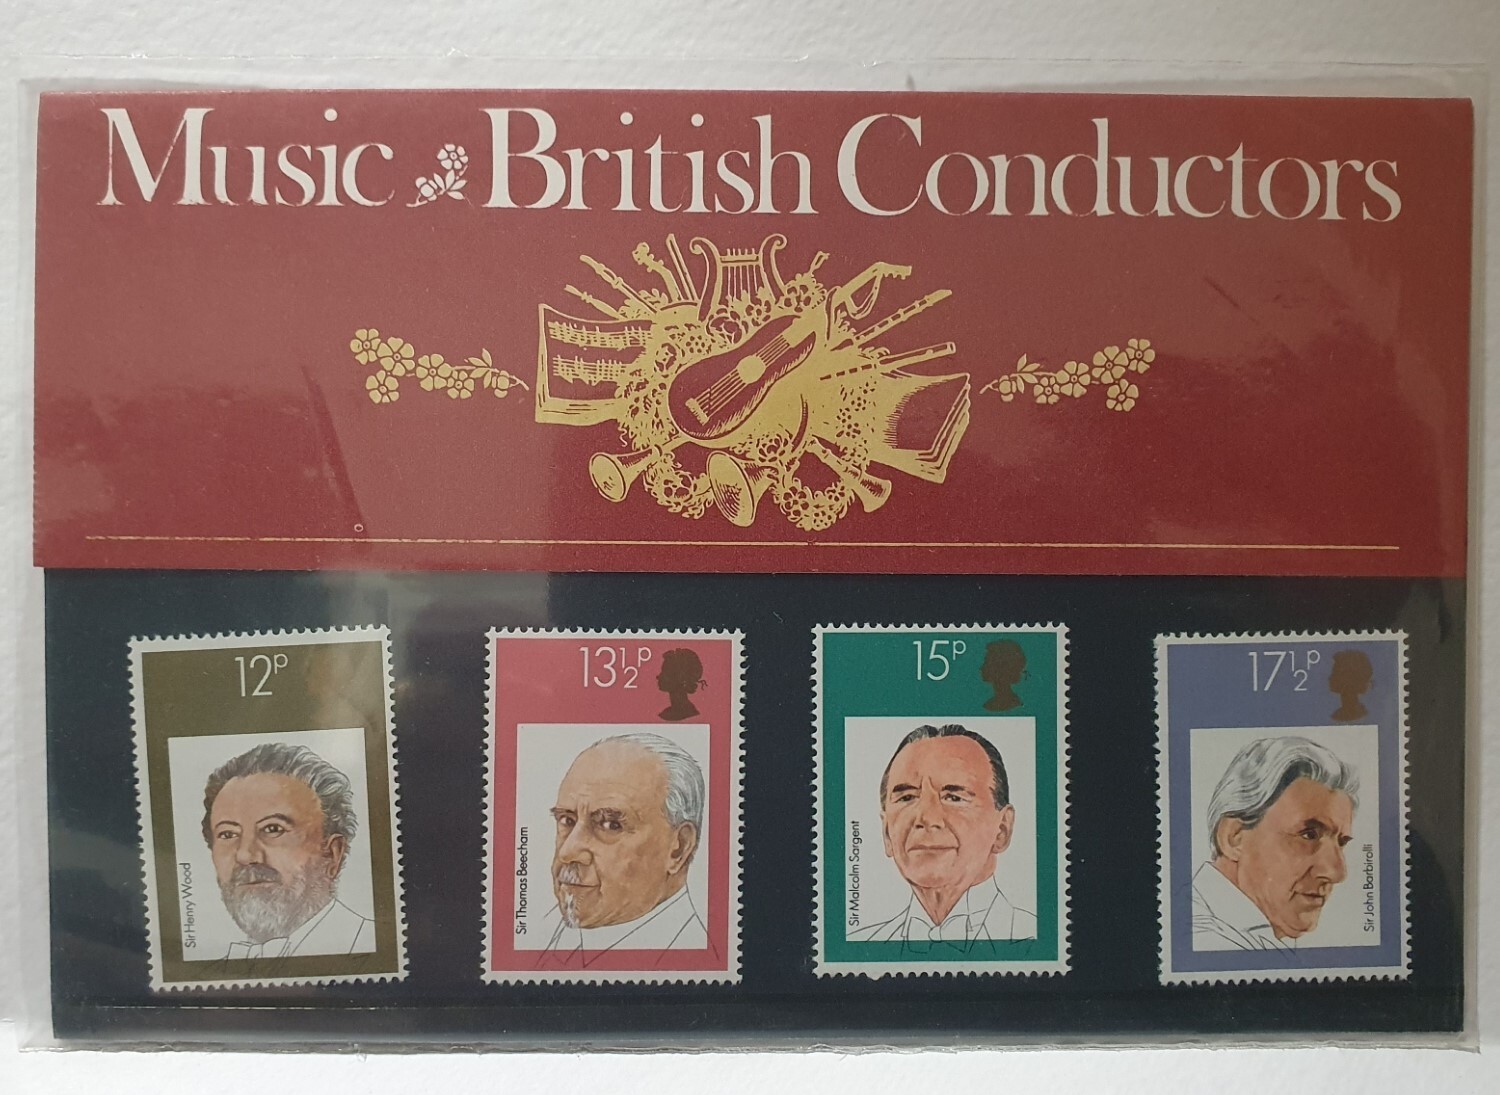 Music British Conductors
12P
Sir Henry Wood
13½P
Sir Thomas Beecham
15P
Sir Malcolm Sargent
17½P
Sir John Barbirolli